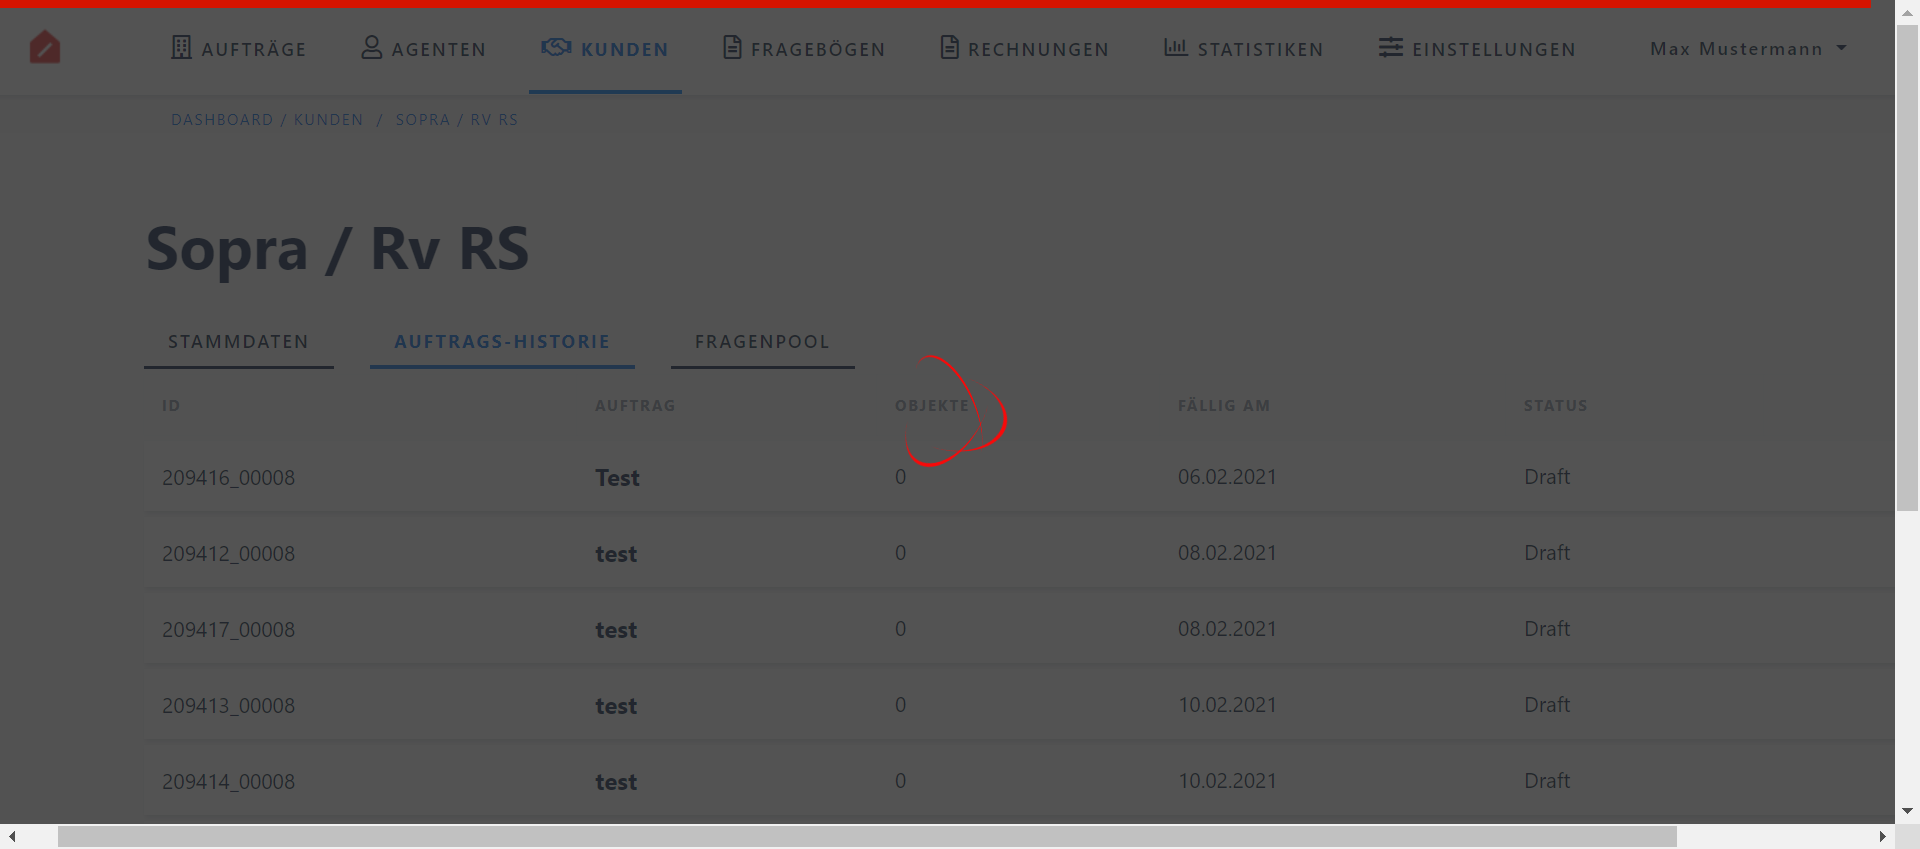 AUFTRÄGE AGENTEN KUNDEN FRAGEBÖGEN RECHNUNGEN STATISTIKEN EINSTELLUNGEN Max Mustermann
DASHBOARD / KUNDEN / SOPRA / RV RS
Sopra / Rv RS
STAMMDATEN AUFTRAGS-HISTORIE FRAGENPOOL
ID AUFTRAG OBJEKTE FÄLLIG AM STATUS
209416_00008 Test 0 06.02.2021 Draft
209412_00008 test 0 08.02.2021 Draft
209417_00008 test 0 08.02.2021 Draft
209413_00008 test 0 10.02.2021 Draft
209414_00008 test 0 10.02.2021 Draft